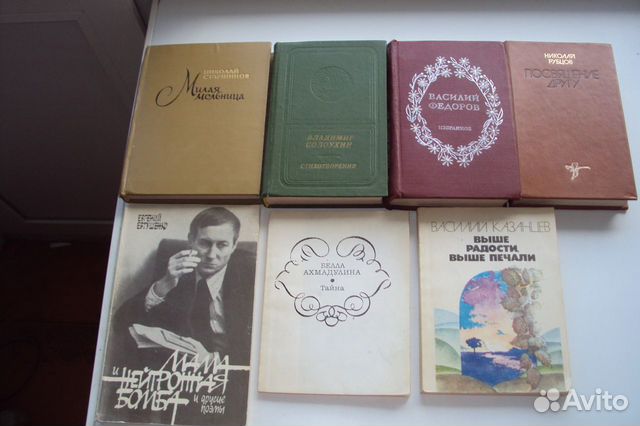 НИКОЛАЙ
СТАРШИНОВ
Милая
мельница
ВЛАДИМИР
СОЛОУХИН
СТИХОТВОРЕНИЯ
ВАСИЛИЙ
ФЕДОРОВ
ИЗБРАННОЕ
НИКОЛАЙ
РУБЦОВ
ПОСВЯЩЕНИЕ
ДРУГУ
ЕВГЕНИЙ
ЕВТУШЕНКО
МАМА
И НЕЙТРОННАЯ
БОМБА
и другие
поэмы
БЕЛЛА
АХМАДУЛИНА
Тайна
ВАСИЛИЙ КАЗАНЦЕВ
ВЫШЕ
РАДОСТИ,
ВЫШЕ ПЕЧАЛИ
Avito